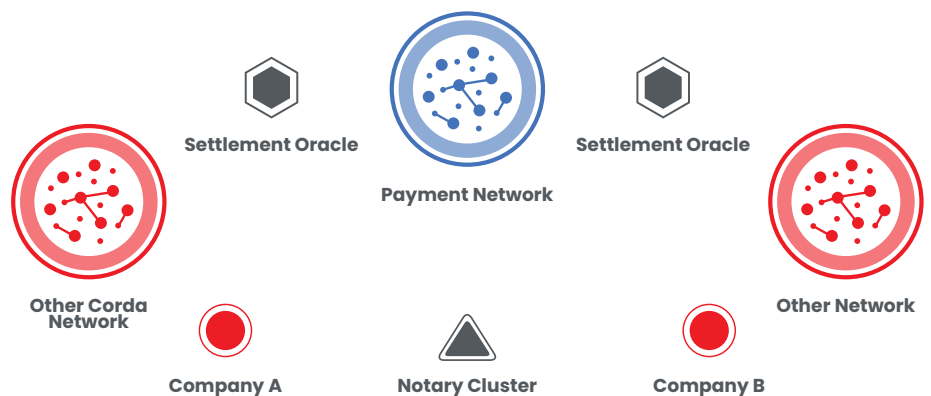 Settlement Oracle
Settlement Oracle
Payment Network
Other Corda
Network
Other Network
Company A
Notary Cluster
Company B